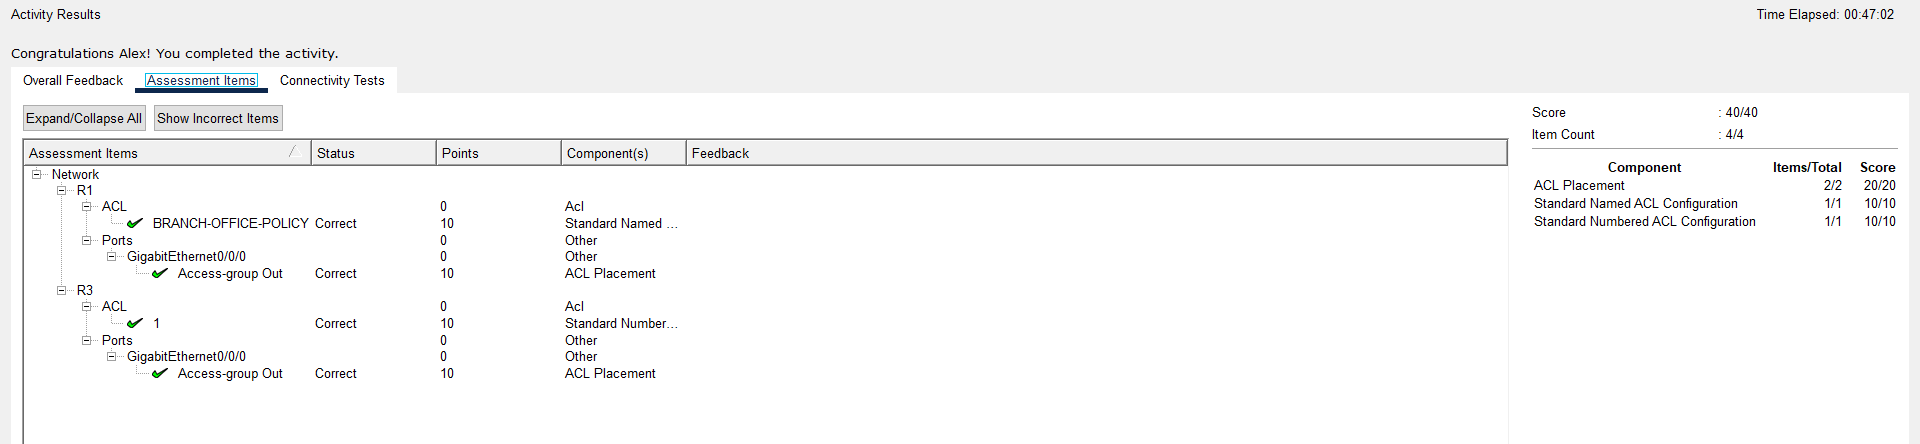 Activity Results
Time Elapsed: 00:47:02
Congratulations Alex! You completed the activity.
Overall Feedback Assessment Items Connectivity Tests
Expand/Collapse All Show Incorrect Items
Assessment Items Status Points Component(s) Feedback
Network
R1
ACL 0 Acl
BRANCH-OFFICE-POLICY Correct 10 Standard Named ...
Ports 0 Other
GigabitEthernet0/0/0 0 Other
Access-group Out Correct 10 ACL Placement
R3
ACL 0 Acl
1 Correct 10 Standard Number...
Ports 0 Other
GigabitEthernet0/0/0 0 Other
Access-group Out Correct 10 ACL Placement
Score : 40/40
Item Count : 4/4
Component Items/Total Score
ACL Placement 2/2 20/20
Standard Named ACL Configuration 1/1 10/10
Standard Numbered ACL Configuration 1/1 10/10